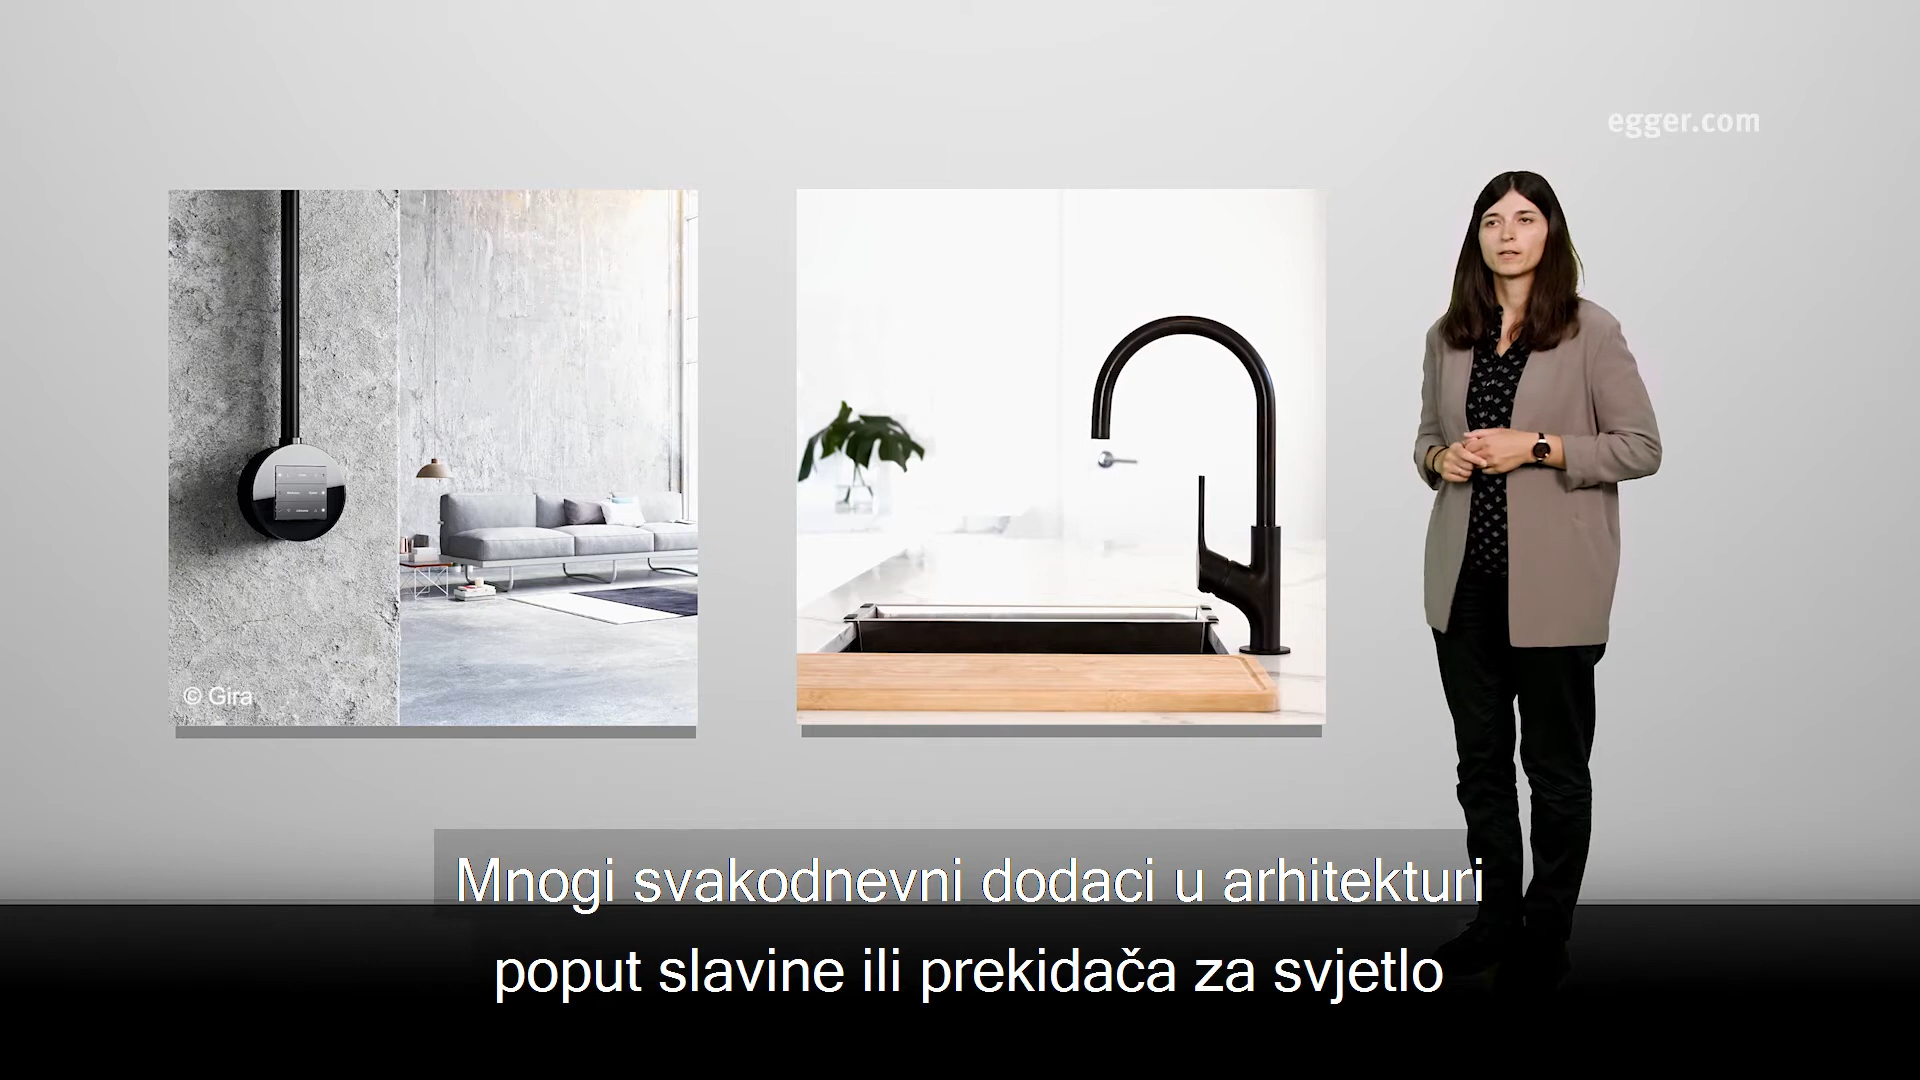 egger.com
© Gira
Mnogi svakodnevni dodaci u arhitekturi
poput slavine ili prekidača za svjetlo